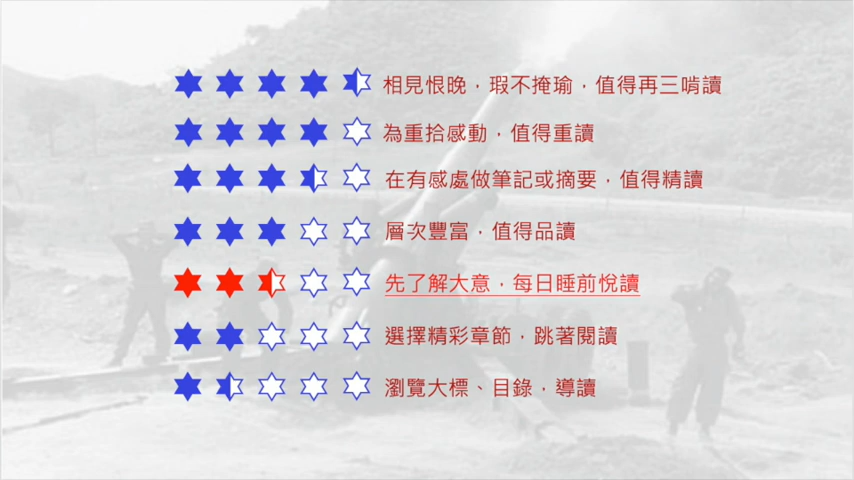 相見恨晚，瑕不掩瑜，值得再三啃讀
為重拾感動，值得重讀
在有感處做筆記或摘要，值得精讀
層次豐富，值得品讀
先了解大意，每日睡前悅讀
選擇精彩章節，跳著閱讀
瀏覽大標、目錄，導讀